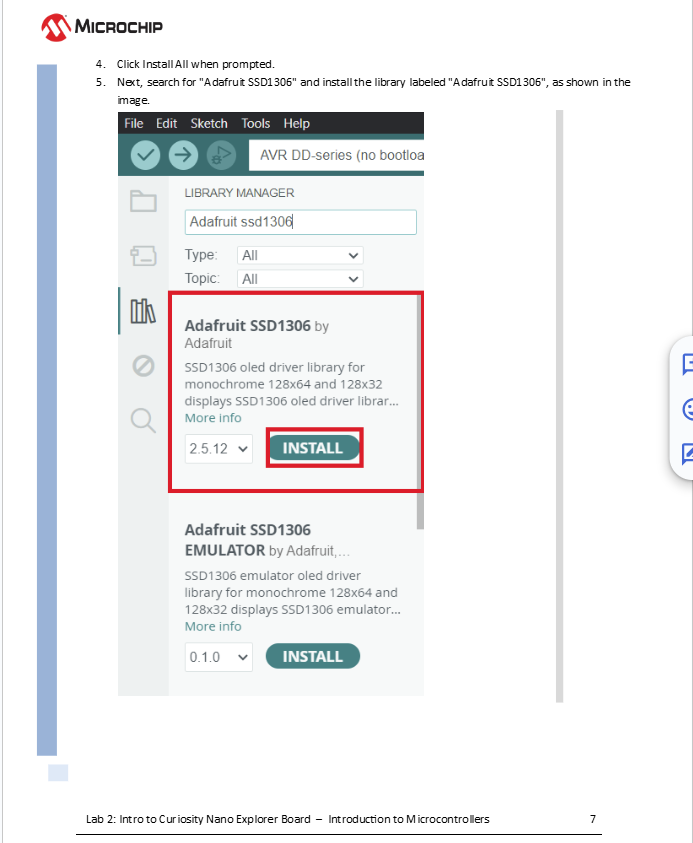 MICROCHIP
4. Click Install All when prompted.
5. Next, search for "Adafruit SSD1306" and install the library labeled "Adafruit SSD1306", as shown in the
image.
File Edit Sketch Tools Help
AVR DD-series (no bootloa
LIBRARY MANAGER
Adafruit ssd1306
Type: All
Topic: All
Adafruit SSD1306 by
Adafruit
SSD1306 oled driver library for
monochrome 128x64 and 128x32
displays SSD1306 oled driver librar...
More info
2.5.12 INSTALL
Adafruit SSD1306
EMULATOR by Adafruit,...
SSD1306 emulator oled driver
library for monochrome 128x64 and
128x32 displays SSD1306 emulator...
More info
0.1.0 INSTALL
Lab 2: Intro to Curiosity Nano Explorer Board – Introduction to Microcontrollers 7